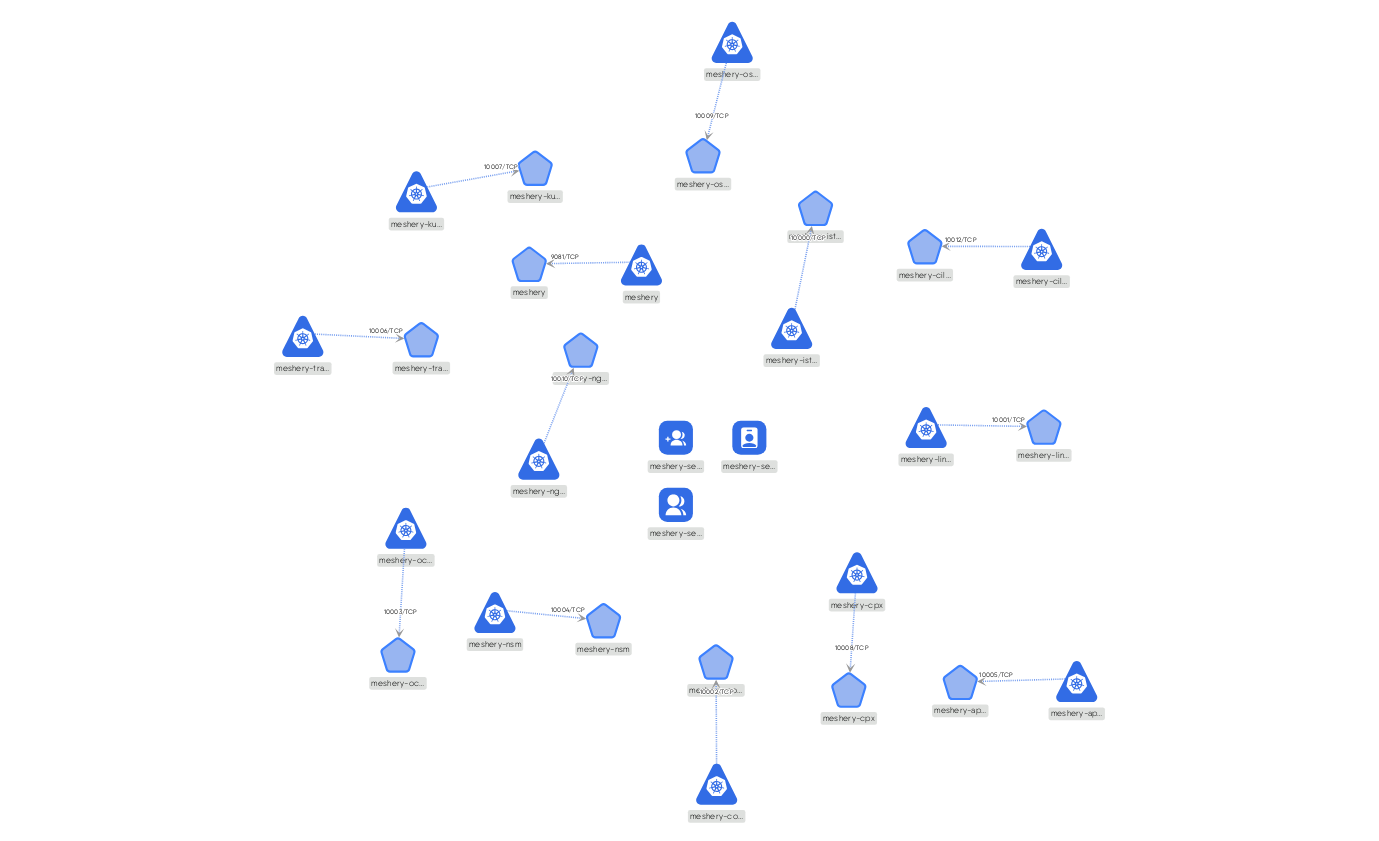 meshery-os...
10009/TCP
meshery-os...
10007/TCP
meshery-ku...
meshery-ku...
10000/TCP
ist...
10012/TCP
meshery-cil...
meshery-cil...
9081/TCP
meshery
meshery
10006/TCP
meshery-tra...
meshery-tra...
meshery-ist...
10010/TCP
y-ng...
meshery-ng...
meshery-se...
meshery-se...
meshery-se...
10001/TCP
meshery-lin...
meshery-lin...
meshery-oc...
10003/TCP
meshery-oc...
10004/TCP
meshery-nsm
meshery-nsm
meshery-cpx
10008/TCP
meshery-cpx
10002/TCP
meshery-co...
10005/TCP
meshery-ap...
meshery-ap...